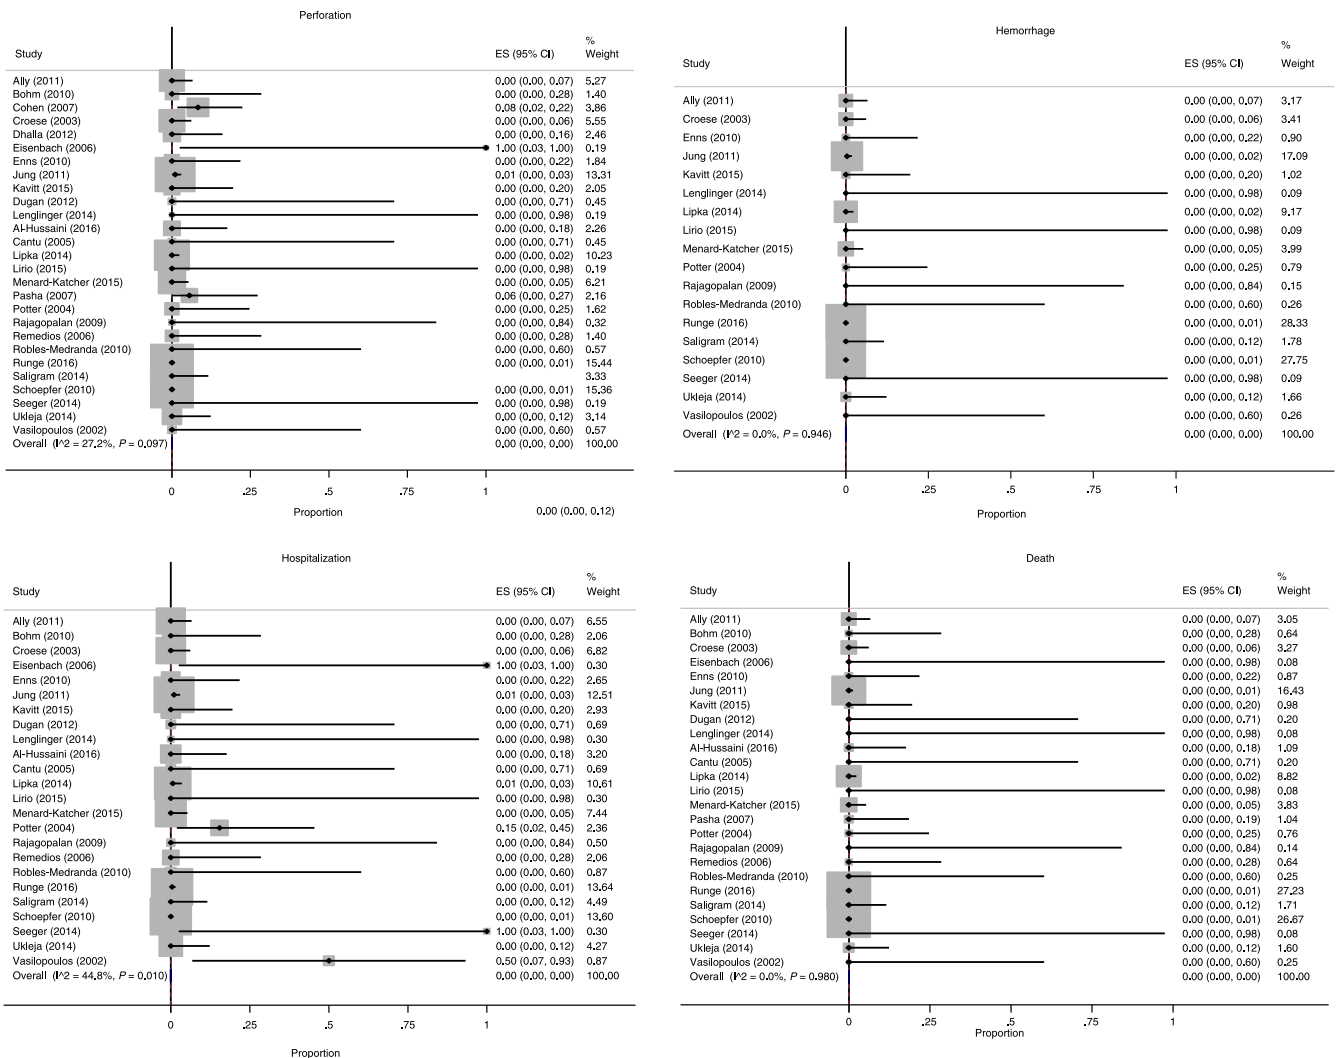 Perforation
%
Study ES (95% CI) Weight
Ally (2011) 0.00 (0.00, 0.07) 5.27
Bohm (2010) 0.00 (0.00, 0.28) 1.40
Cohen (2007) 0.08 (0.02, 0.22) 3.86
Croese (2003) 0.00 (0.00, 0.06) 5.55
Dhalla (2012) 0.00 (0.00, 0.16) 2.46
Eisenbach (2006) 1.00 (0.03, 1.00) 0.19
Enns (2010) 0.00 (0.00, 0.22) 1.84
Jung (2011) 0.01 (0.00, 0.03) 13.31
Kavitt (2015) 0.00 (0.00, 0.20) 2.05
Dugan (2012) 0.00 (0.00, 0.71) 0.45
Lenglinger (2014) 0.00 (0.00, 0.98) 0.19
Al-Hussaini (2016) 0.00 (0.00, 0.18) 2.26
Cantu (2005) 0.00 (0.00, 0.71) 0.45
Lipka (2014) 0.00 (0.00, 0.02) 10.23
Lirio (2015) 0.00 (0.00, 0.98) 0.19
Menard-Katcher (2015) 0.00 (0.00, 0.05) 6.21
Pasha (2007) 0.06 (0.00, 0.27) 2.16
Potter (2004) 0.00 (0.00, 0.25) 1.62
Rajagopalan (2009) 0.00 (0.00, 0.84) 0.32
Remedios (2006) 0.00 (0.00, 0.28) 1.40
Robles-Medranda (2010) 0.00 (0.00, 0.60) 0.57
Runge (2016) 0.00 (0.00, 0.01) 15.44
Saligram (2014) 3.33
Schoepfer (2010) 0.00 (0.00, 0.01) 15.36
Seeger (2014) 0.00 (0.00, 0.98) 0.19
Ukleja (2014) 0.00 (0.00, 0.12) 3.14
Vasilopoulos (2002) 0.00 (0.00, 0.60) 0.57
Overall (I^2 = 27.2%, P = 0.097) 0.00 (0.00, 0.00) 100.00
0 .25 .5 .75 1
Proportion 0.00 (0.00, 0.12)
Hemorrhage
%
Study ES (95% CI) Weight
Ally (2011) 0.00 (0.00, 0.07) 3.17
Croese (2003) 0.00 (0.00, 0.06) 3.41
Enns (2010) 0.00 (0.00, 0.22) 0.90
Jung (2011) 0.00 (0.00, 0.02) 17.09
Kavitt (2015) 0.00 (0.00, 0.20) 1.02
Lenglinger (2014) 0.00 (0.00, 0.98) 0.09
Lipka (2014) 0.00 (0.00, 0.02) 9.17
Lirio (2015) 0.00 (0.00, 0.98) 0.09
Menard-Katcher (2015) 0.00 (0.00, 0.05) 3.99
Potter (2004) 0.00 (0.00, 0.25) 0.79
Rajagopalan (2009) 0.00 (0.00, 0.84) 0.15
Robles-Medranda (2010) 0.00 (0.00, 0.60) 0.26
Runge (2016) 0.00 (0.00, 0.01) 28.33
Saligram (2014) 0.00 (0.00, 0.12) 1.78
Schoepfer (2010) 0.00 (0.00, 0.01) 27.75
Seeger (2014) 0.00 (0.00, 0.98) 0.09
Ukleja (2014) 0.00 (0.00, 0.12) 1.66
Vasilopoulos (2002) 0.00 (0.00, 0.60) 0.26
Overall (I^2 = 0.0%, P = 0.946) 0.00 (0.00, 0.00) 100.00
0 .25 .5 .75 1
Proportion
Hospitalization
%
Study ES (95% CI) Weight
Ally (2011) 0.00 (0.00, 0.07) 6.55
Bohm (2010) 0.00 (0.00, 0.28) 2.06
Croese (2003) 0.00 (0.00, 0.06) 6.82
Eisenbach (2006) 1.00 (0.03, 1.00) 0.30
Enns (2010) 0.00 (0.00, 0.22) 2.65
Jung (2011) 0.01 (0.00, 0.03) 12.51
Kavitt (2015) 0.00 (0.00, 0.20) 2.93
Dugan (2012) 0.00 (0.00, 0.71) 0.69
Lenglinger (2014) 0.00 (0.00, 0.98) 0.30
Al-Hussaini (2016) 0.00 (0.00, 0.18) 3.20
Cantu (2005) 0.00 (0.00, 0.71) 0.69
Lipka (2014) 0.01 (0.00, 0.03) 10.61
Lirio (2015) 0.00 (0.00, 0.98) 0.30
Menard-Katcher (2015) 0.00 (0.00, 0.05) 7.44
Potter (2004) 0.15 (0.02, 0.45) 2.36
Rajagopalan (2009) 0.00 (0.00, 0.84) 0.50
Remedios (2006) 0.00 (0.00, 0.28) 2.06
Robles-Medranda (2010) 0.00 (0.00, 0.60) 0.87
Runge (2016) 0.00 (0.00, 0.01) 13.64
Saligram (2014) 0.00 (0.00, 0.12) 4.49
Schoepfer (2010) 0.00 (0.00, 0.01) 13.60
Seeger (2014) 1.00 (0.03, 1.00) 0.30
Ukleja (2014) 0.00 (0.00, 0.12) 4.27
Vasilopoulos (2002) 0.50 (0.07, 0.93) 0.87
Overall (I^2 = 44.8%, P = 0.010) 0.00 (0.00, 0.00) 100.00
0 .25 .5 .75 1
Proportion
Death
%
Study ES (95% CI) Weight
Ally (2011) 0.00 (0.00, 0.07) 3.05
Bohm (2010) 0.00 (0.00, 0.28) 0.64
Croese (2003) 0.00 (0.00, 0.06) 3.27
Eisenbach (2006) 0.00 (0.00, 0.98) 0.08
Enns (2010) 0.00 (0.00, 0.22) 0.87
Jung (2011) 0.00 (0.00, 0.01) 16.43
Kavitt (2015) 0.00 (0.00, 0.20) 0.98
Dugan (2012) 0.00 (0.00, 0.71) 0.20
Lenglinger (2014) 0.00 (0.00, 0.98) 0.08
Al-Hussaini (2016) 0.00 (0.00, 0.18) 1.09
Cantu (2005) 0.00 (0.00, 0.71) 0.20
Lipka (2014) 0.00 (0.00, 0.02) 8.82
Lirio (2015) 0.00 (0.00, 0.98) 0.08
Menard-Katcher (2015) 0.00 (0.00, 0.05) 3.83
Pasha (2007) 0.00 (0.00, 0.19) 1.04
Potter (2004) 0.00 (0.00, 0.25) 0.76
Rajagopalan (2009) 0.00 (0.00, 0.84) 0.14
Remedios (2006) 0.00 (0.00, 0.28) 0.64
Robles-Medranda (2010) 0.00 (0.00, 0.60) 0.25
Runge (2016) 0.00 (0.00, 0.01) 27.23
Saligram (2014) 0.00 (0.00, 0.12) 1.71
Schoepfer (2010) 0.00 (0.00, 0.01) 26.67
Seeger (2014) 0.00 (0.00, 0.98) 0.08
Ukleja (2014) 0.00 (0.00, 0.12) 1.60
Vasilopoulos (2002) 0.00 (0.00, 0.60) 0.25
Overall (I^2 = 0.0%, P = 0.980) 0.00 (0.00, 0.00) 100.00
0 .25 .5 .75 1
Proportion